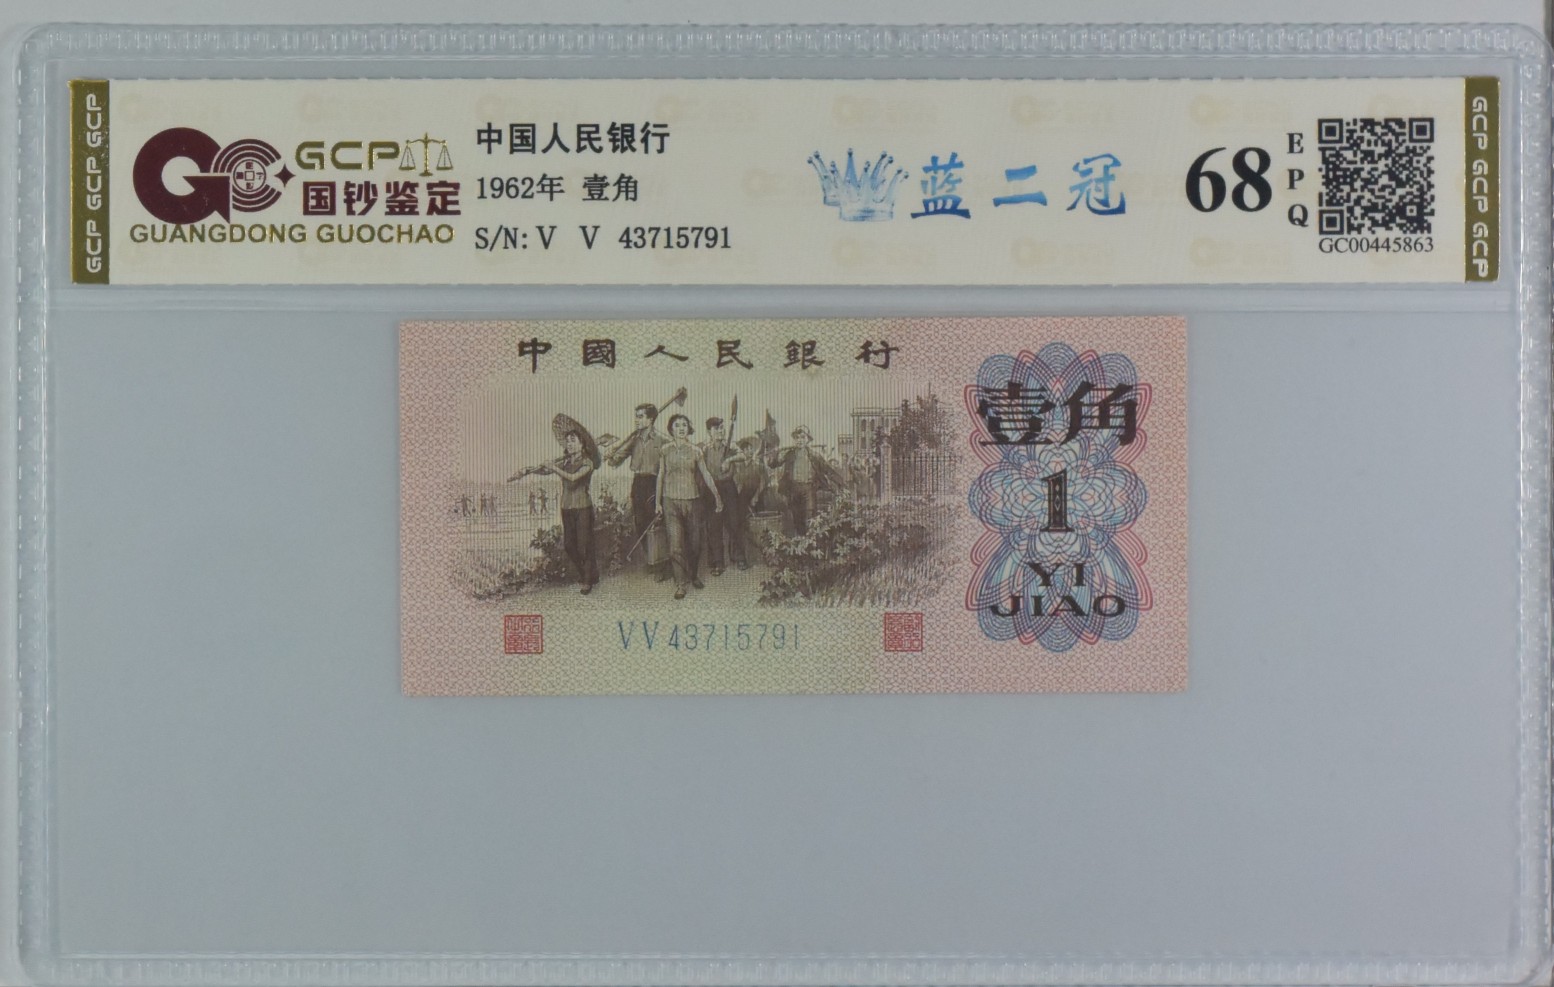 GCP GCP GCP
GCP
国钞鉴定
GUANGDONG GUOCHAO
中国人民银行
1962年 壹角
S/N: V V 43715791
蓝二冠
68
EPQ
GC00445863
GCP GCP GCP
中國人民銀行
壹角
1
YI
JIAO
VV43715791